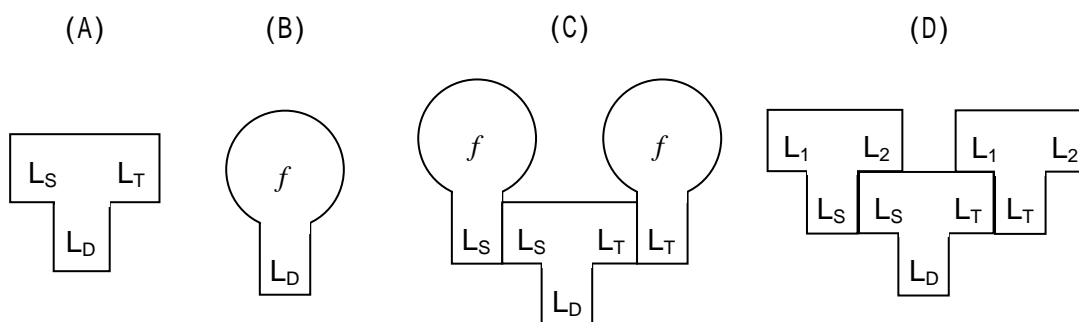 (A)
(B)
(C)
(D)
L_S L_T
L_D
f
L_D
f f
L_S L_S L_T L_T
L_D
L_1 L_2 L_1 L_2
L_S L_S L_T L_T
L_D